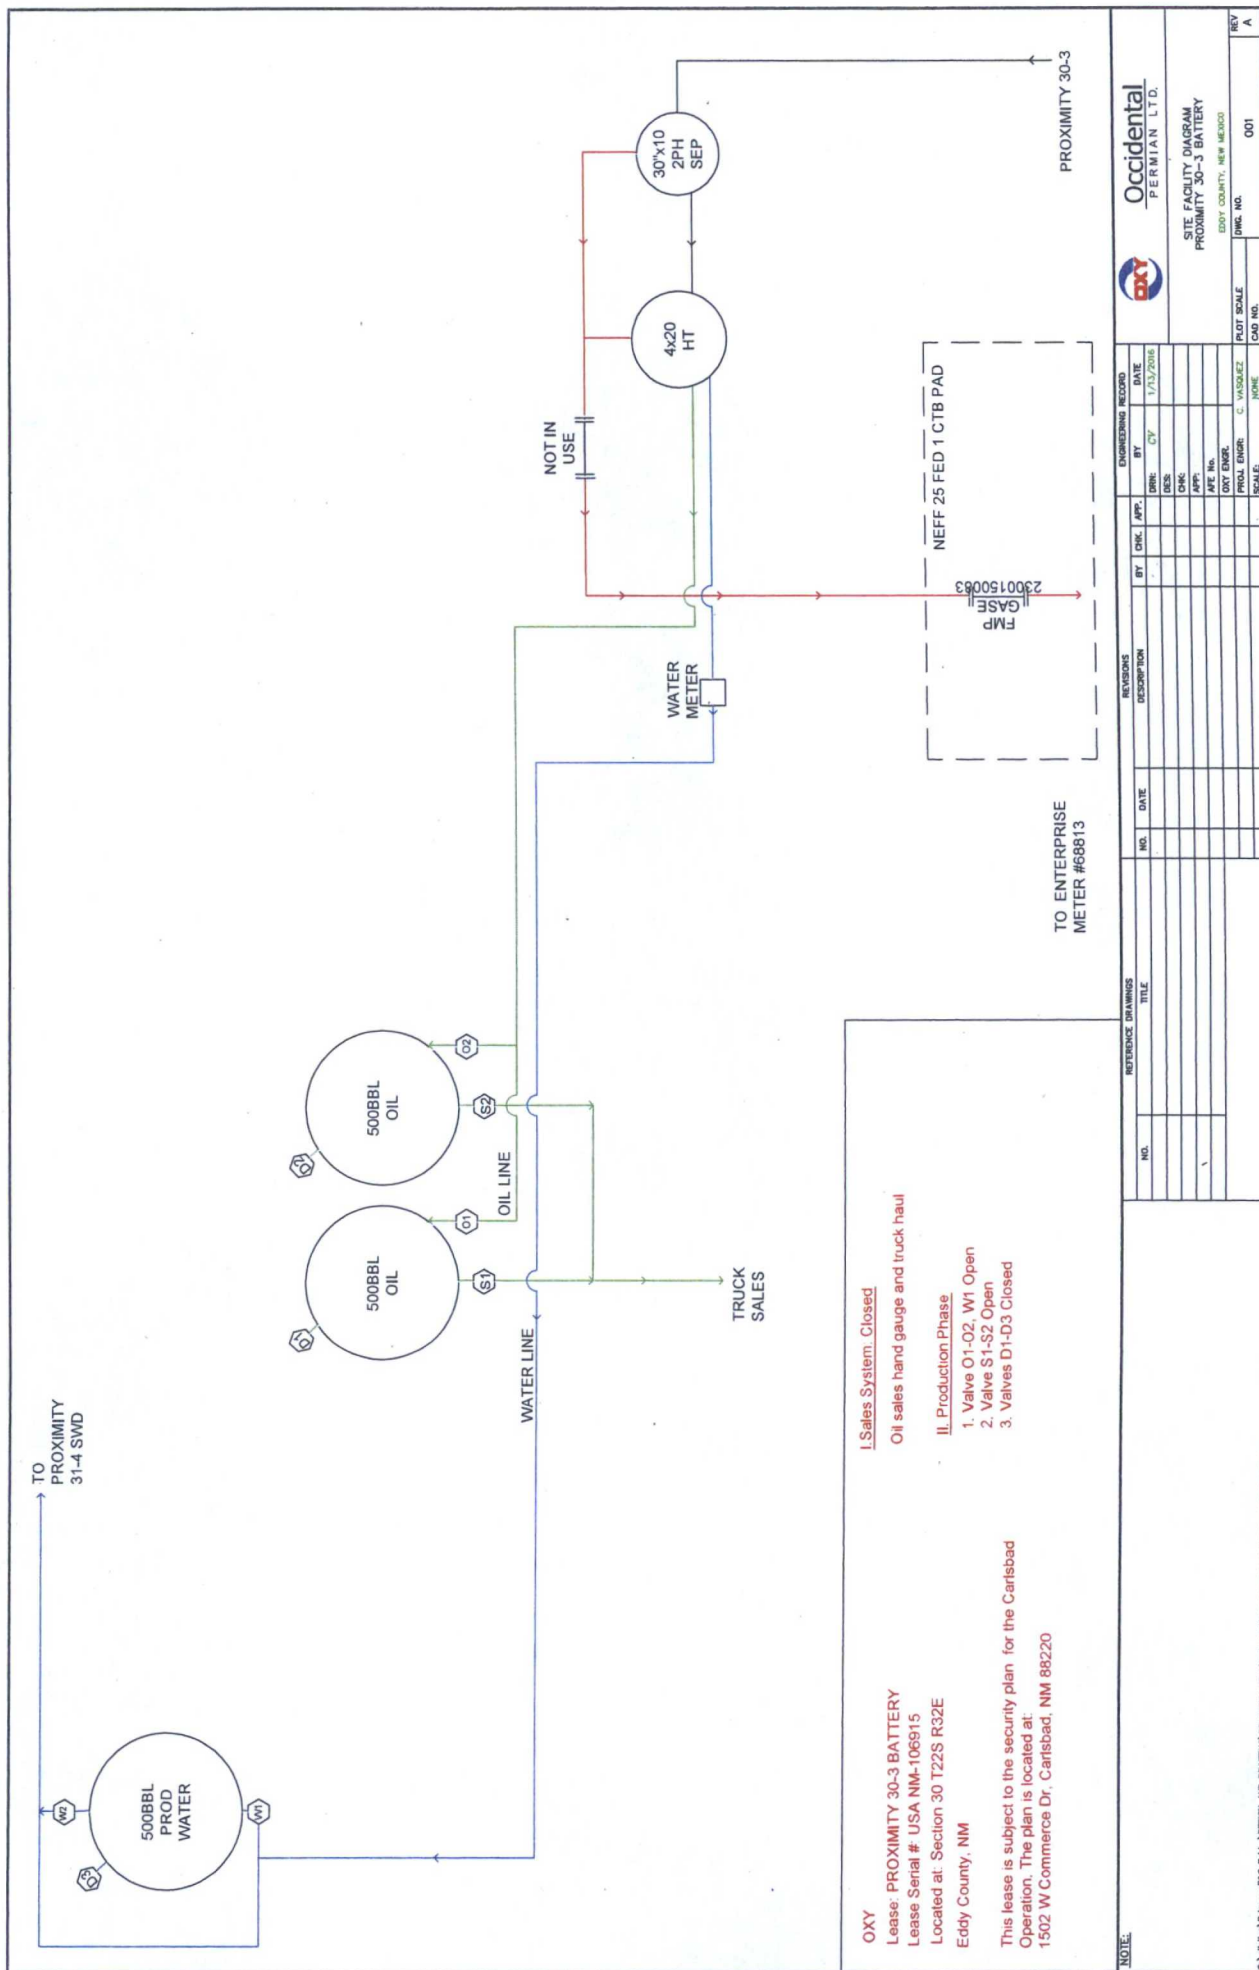 TO
PROXIMITY
31-4 SWD
W2
D3
500BBL
PROD
WATER
W1
WATER LINE
D1
500BBL
OIL
O1
S1
OIL LINE
D2
500BBL
OIL
O2
S2
TRUCK
SALES
WATER
METER
NOT IN
USE
4x20
HT
30"x10
2PH
SEP
PROXIMITY 30-3
NEFF 25 FED 1 CTB PAD
FMP
GASE
2300150083
TO ENTERPRISE
METER #68813
OXY
Lease: PROXIMITY 30-3 BATTERY
Lease Serial #: USA NM-106915
Located at: Section 30 T22S R32E
Eddy County, NM
This lease is subject to the security plan for the Carlsbad
Operation. The plan is located at:
1502 W Commerce Dr, Carlsbad, NM 88220
I.Sales System: Closed
Oil sales hand gauge and truck haul
II. Production Phase
1. Valve O1-O2, W1 Open
2. Valve S1-S2 Open
3. Valves D1-D3 Closed
NOTE:
REFERENCE DRAWINGS
NO. TITLE
REVISIONS
NO. DATE DESCRIPTION BY CHK. APP.
ENGINEERING RECORD
BY DATE
DRN: CV 1/13/2016
DES:
CHK:
APP:
AFE No.
OXY ENGR.
PROJ. ENGR: C. VASQUEZ
SCALE: NONE
OXY
Occidental
PERMIAN LTD.
SITE FACILITY DIAGRAM
PROXIMITY 30-3 BATTERY
EDDY COUNTY, NEW MEXICO
PLOT SCALE
CAD NO.
DWG. NO.
001
REV
A